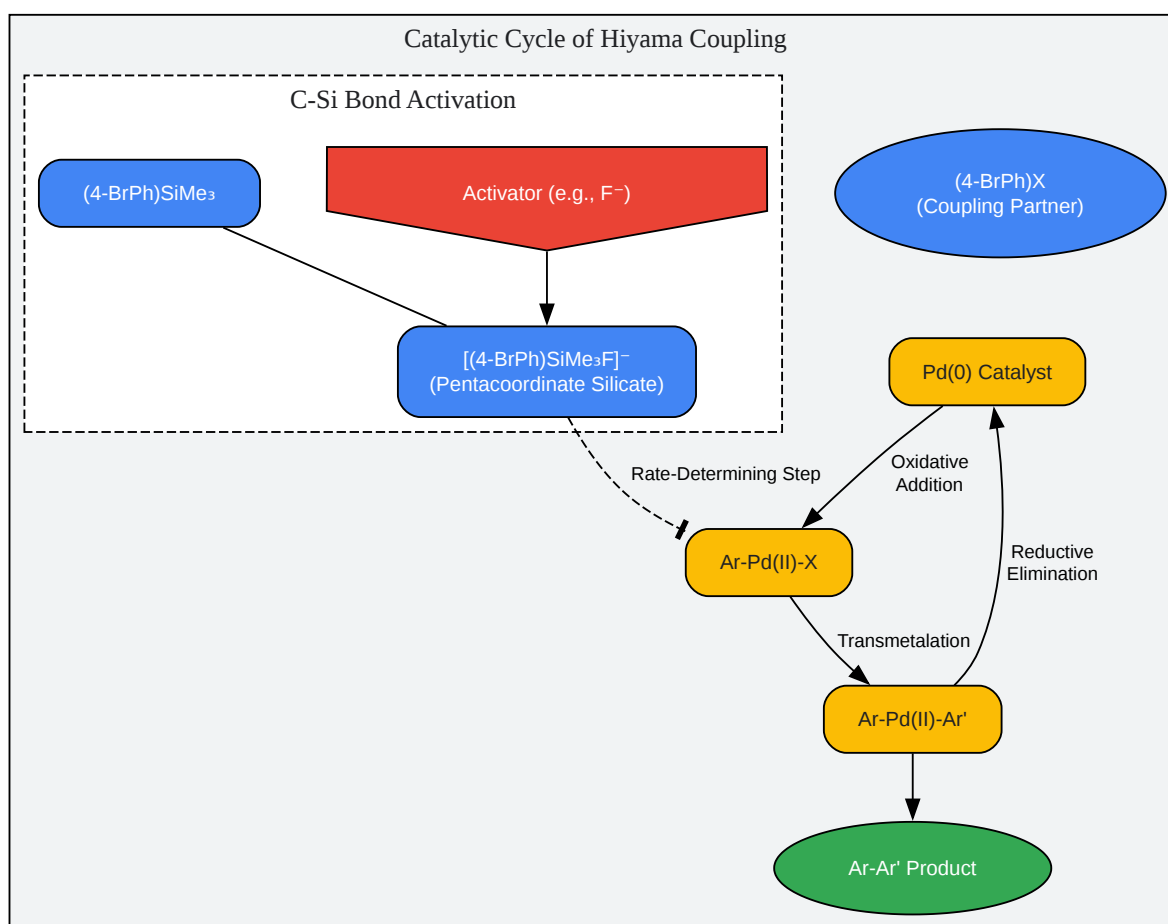 Catalytic Cycle of Hiyama Coupling
C-Si Bond Activation
(4-BrPh)SiMe₃
Activator (e.g., F⁻)
(4-BrPh)X
(Coupling Partner)
[(4-BrPh)SiMe₃F]⁻
(Pentacoordinate Silicate)
Pd(0) Catalyst
Rate-Determining Step
Oxidative
Addition
Ar-Pd(II)-X
Reductive
Elimination
Transmetalation
Ar-Pd(II)-Ar'
Ar-Ar' Product